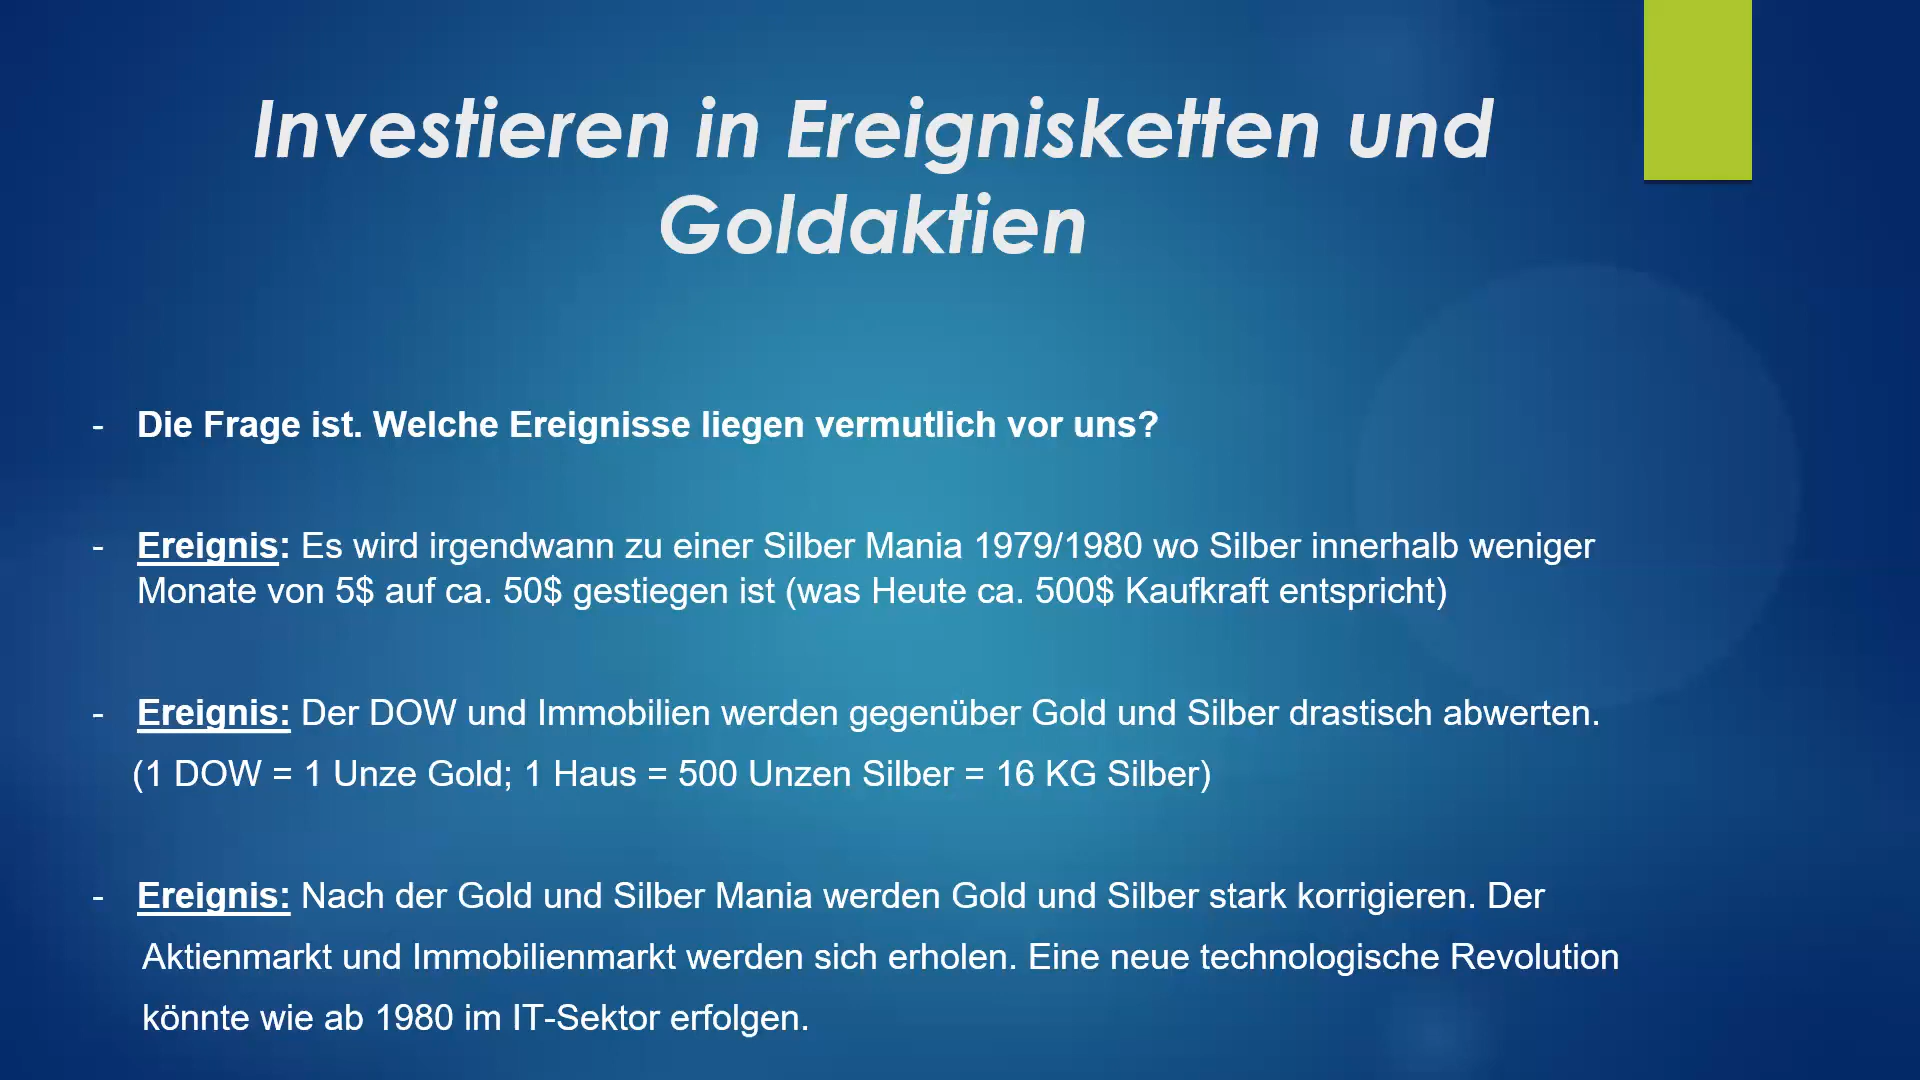 Investieren in Ereignisketten und
Goldaktien
- Die Frage ist. Welche Ereignisse liegen vermutlich vor uns?
- Ereignis: Es wird irgendwann zu einer Silber Mania 1979/1980 wo Silber innerhalb weniger
Monate von 5$ auf ca. 50$ gestiegen ist (was Heute ca. 500$ Kaufkraft entspricht)
- Ereignis: Der DOW und Immobilien werden gegenüber Gold und Silber drastisch abwerten.
(1 DOW = 1 Unze Gold; 1 Haus = 500 Unzen Silber = 16 KG Silber)
- Ereignis: Nach der Gold und Silber Mania werden Gold und Silber stark korrigieren. Der
Aktienmarkt und Immobilienmarkt werden sich erholen. Eine neue technologische Revolution
könnte wie ab 1980 im IT-Sektor erfolgen.